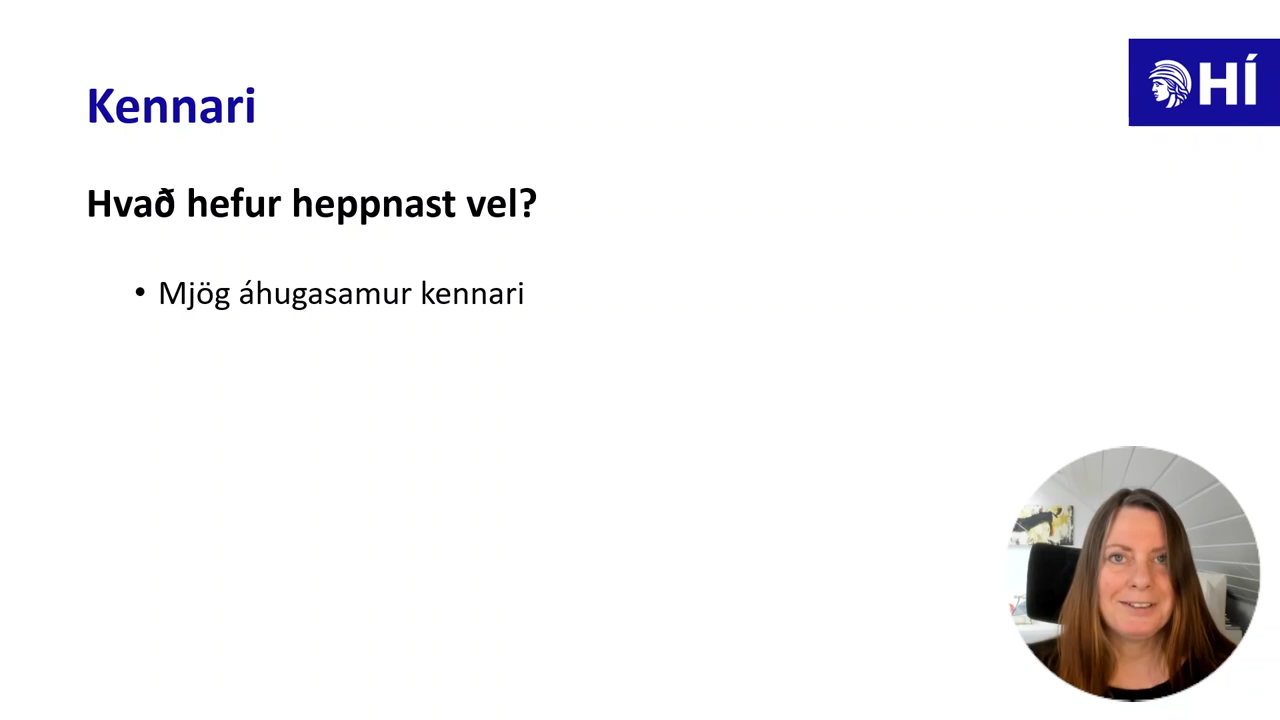 HÍ
Kennari
Hvað hefur heppnast vel?
• Mjög áhugasamur kennari